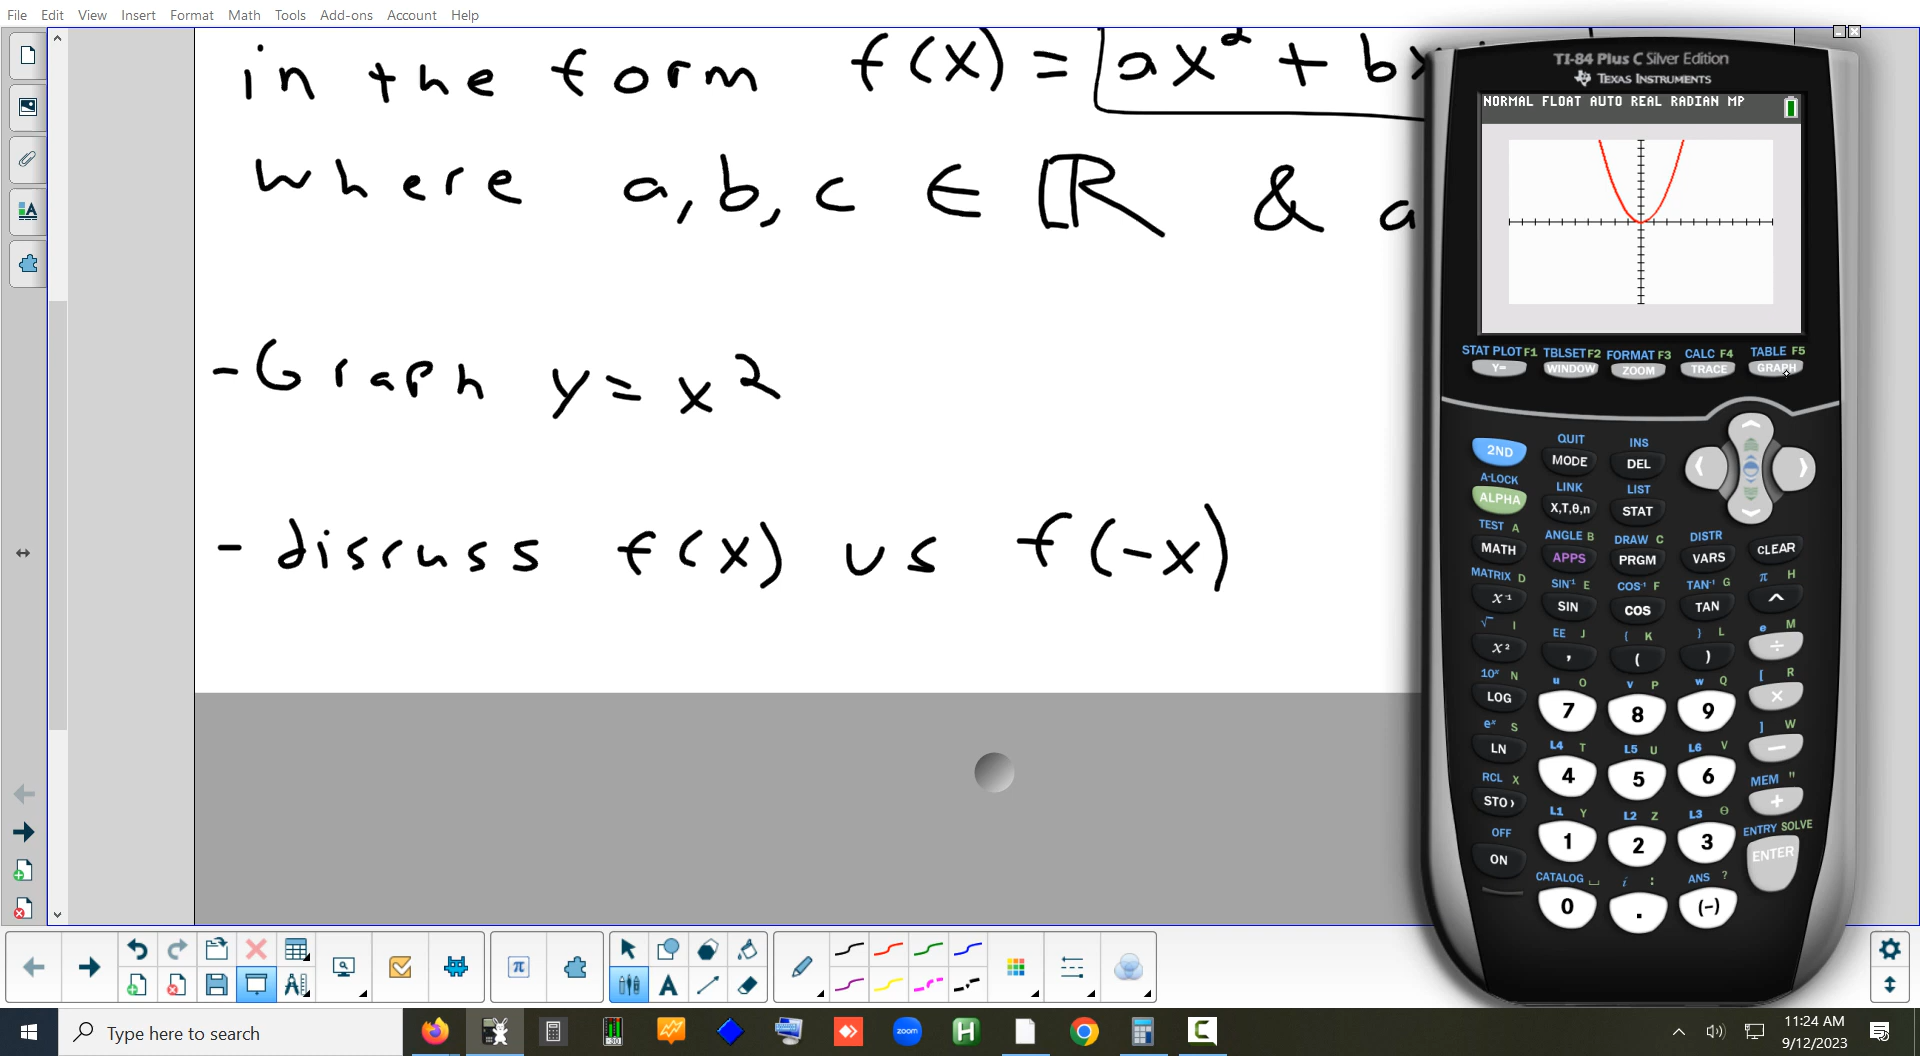 File Edit View Insert Format Math Tools Add-ons Account Help
in the form f(x) = ax² + bx
where a, b, c ∈ ℝ & a
- Graph y = x²
- discuss f(x) vs f(-x)
TI-84 Plus C Silver Edition
TEXAS INSTRUMENTS
NORMAL FLOAT AUTO REAL RADIAN MP
STAT PLOT F1 TBLSET F2 FORMAT F3 CALC F4 TABLE F5
Y= WINDOW ZOOM TRACE GRAPH
QUIT INS
2ND MODE DEL
A-LOCK LINK LIST
ALPHA X,T,θ,n STAT
TEST A ANGLE B DRAW C DISTR
MATH APPS PRGM VARS CLEAR
MATRIX D SIN⁻¹ E COS⁻¹ F TAN⁻¹ G π H
x⁻¹ SIN COS TAN ^
√ I EE J { K } L e M
x² , ( ) ÷
10ˣ N u O v P w Q [ R
LOG 7 8 9 ×
eˣ S L4 T L5 U L6 V ] W
LN 4 5 6 −
RCL X L1 Y L2 Z L3 θ MEM "
STO› 1 2 3 +
OFF CATALOG i : ANS ? ENTRY SOLVE
ON 0 . (-) ENTER
π
A
Type here to search
zoom
H
C
11:24 AM
9/12/2023